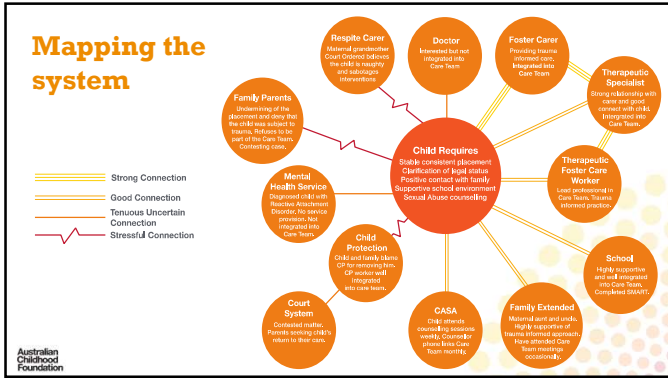 Mapping the
system
Strong Connection
Good Connection
Tenuous Uncertain
Connection
Stressful Connection
Respite Carer
Maternal grandmother
Court Ordered believes
the child is naughty
and sabotages
interventions
Doctor
Interested but not
integrated into
Care Team
Foster Carer
Providing trauma
informed care,
Integrated into
Care Team
Therapeutic
Specialist
Strong relationship with
carer and good
connect with child.
Intergrated into
Care Team.
Family Parents
Undermining of the
placement and deny that
the child was subject to
trauma, Refuses to be
part of the Care Team.
Contesting case.
Child Requires
Stable consistent placement
Clarification of legal status
Positive contact with family
Supportive school environment
Sexual Abuse counselling
Mental
Health Service
Diagnosed child with
Reactive Attachment
Disorder, No service
provision. Not
integrated into
Care Team.
Therapeutic
Foster Care
Worker
Lead professional in
Care Team. Trauma
informed practice.
Child
Protection
Child and family blame
CP for removing him.
CP worker well
integrated
into care team.
School
Highly supportive
and well integrated
into Care Team.
Completed SMART.
Court
System
Contested matter.
Parents seeking child's
return to their care.
CASA
Child attends
counselling sessions
weekly, Counsellor
phone links Care
Team monthly.
Family Extended
Maternal aunt and uncle.
Highly supportive of
trauma informed approach.
Have attended Care
Team meetings
occasionally.
Australian
Childhood
Foundation